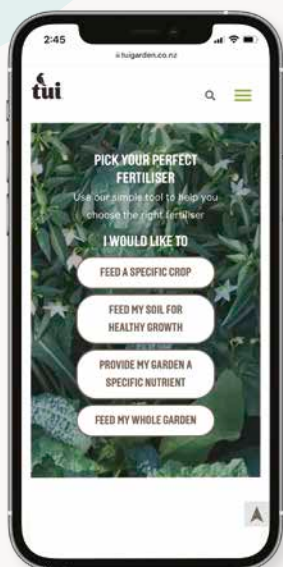 2:45
tuigarden.co.nz
tui
PICK YOUR PERFECT
FERTILISER
Use our simple tool to help you
choose the right fertiliser
I WOULD LIKE TO
FEED A SPECIFIC CROP
FEED MY SOIL FOR
HEALTHY GROWTH
PROVIDE MY GARDEN A
SPECIFIC NUTRIENT
FEED MY WHOLE GARDEN